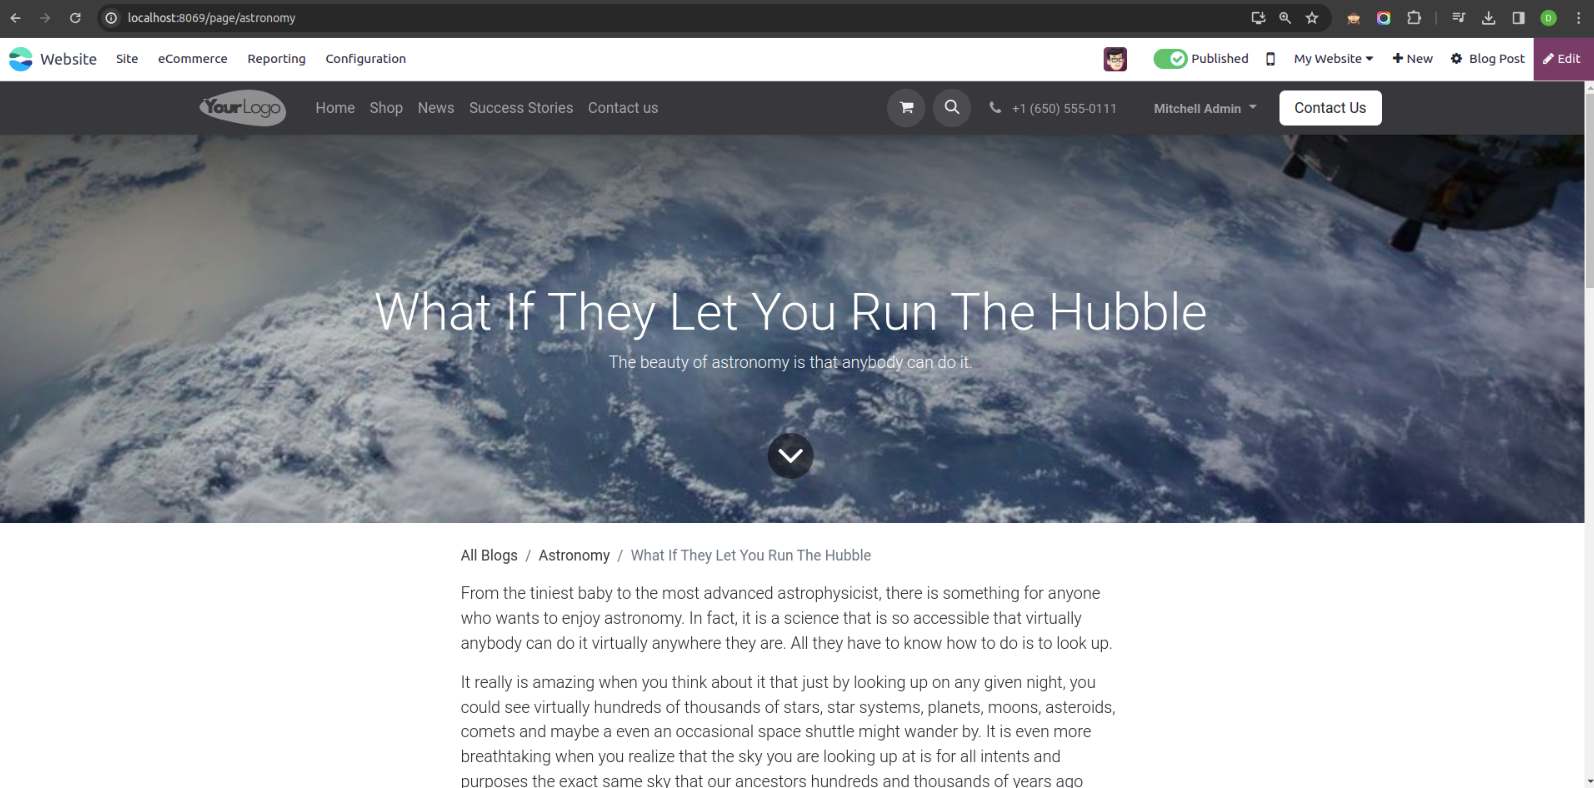 localhost:8069/page/astronomy
D
Website Site eCommerce Reporting Configuration Published My Website New Blog Post Edit
YourLogo Home Shop News Success Stories Contact us +1 (650) 555-0111 Mitchell Admin Contact Us
What If They Let You Run The Hubble
The beauty of astronomy is that anybody can do it.
All Blogs / Astronomy / What If They Let You Run The Hubble
From the tiniest baby to the most advanced astrophysicist, there is something for anyone
who wants to enjoy astronomy. In fact, it is a science that is so accessible that virtually
anybody can do it virtually anywhere they are. All they have to know how to do is to look up.
It really is amazing when you think about it that just by looking up on any given night, you
could see virtually hundreds of thousands of stars, star systems, planets, moons, asteroids,
comets and maybe a even an occasional space shuttle might wander by. It is even more
breathtaking when you realize that the sky you are looking up at is for all intents and
purposes the exact same sky that our ancestors hundreds and thousands of years ago